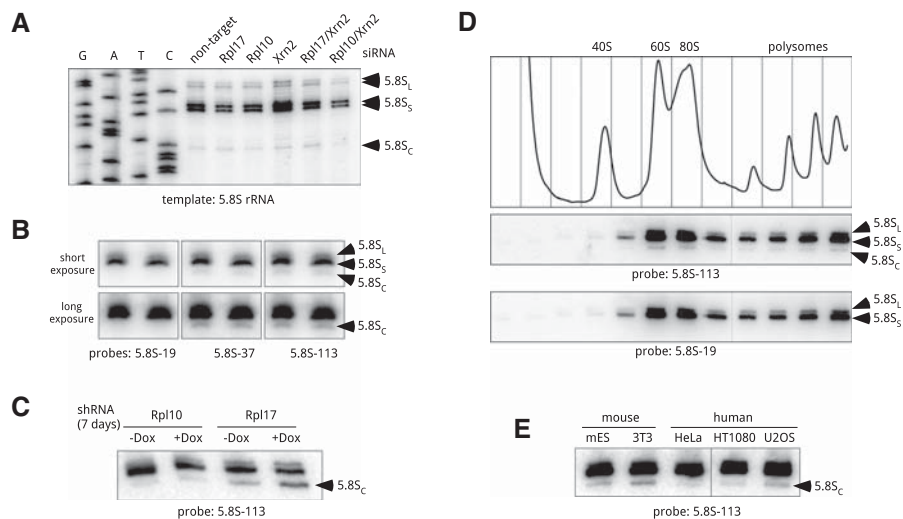 A
G A T C non-target Rpl17 Rpl10 Xrn2 Rpl17/Xrn2 Rpl10/Xrn2 siRNA
5.8SL
5.8SS
5.8SC
template: 5.8S rRNA
B
short
exposure
5.8SL
5.8SS
5.8SC
long
exposure
5.8SC
probes: 5.8S-19 5.8S-37 5.8S-113
C
shRNA
(7 days)
Rpl10 Rpl17
-Dox +Dox -Dox +Dox
5.8SC
probe: 5.8S-113
D
40S 60S 80S polysomes
5.8SL
5.8SS
5.8SC
probe: 5.8S-113
5.8SL
5.8SS
probe: 5.8S-19
E
mouse human
mES 3T3 HeLa HT1080 U2OS
5.8SC
probe: 5.8S-113